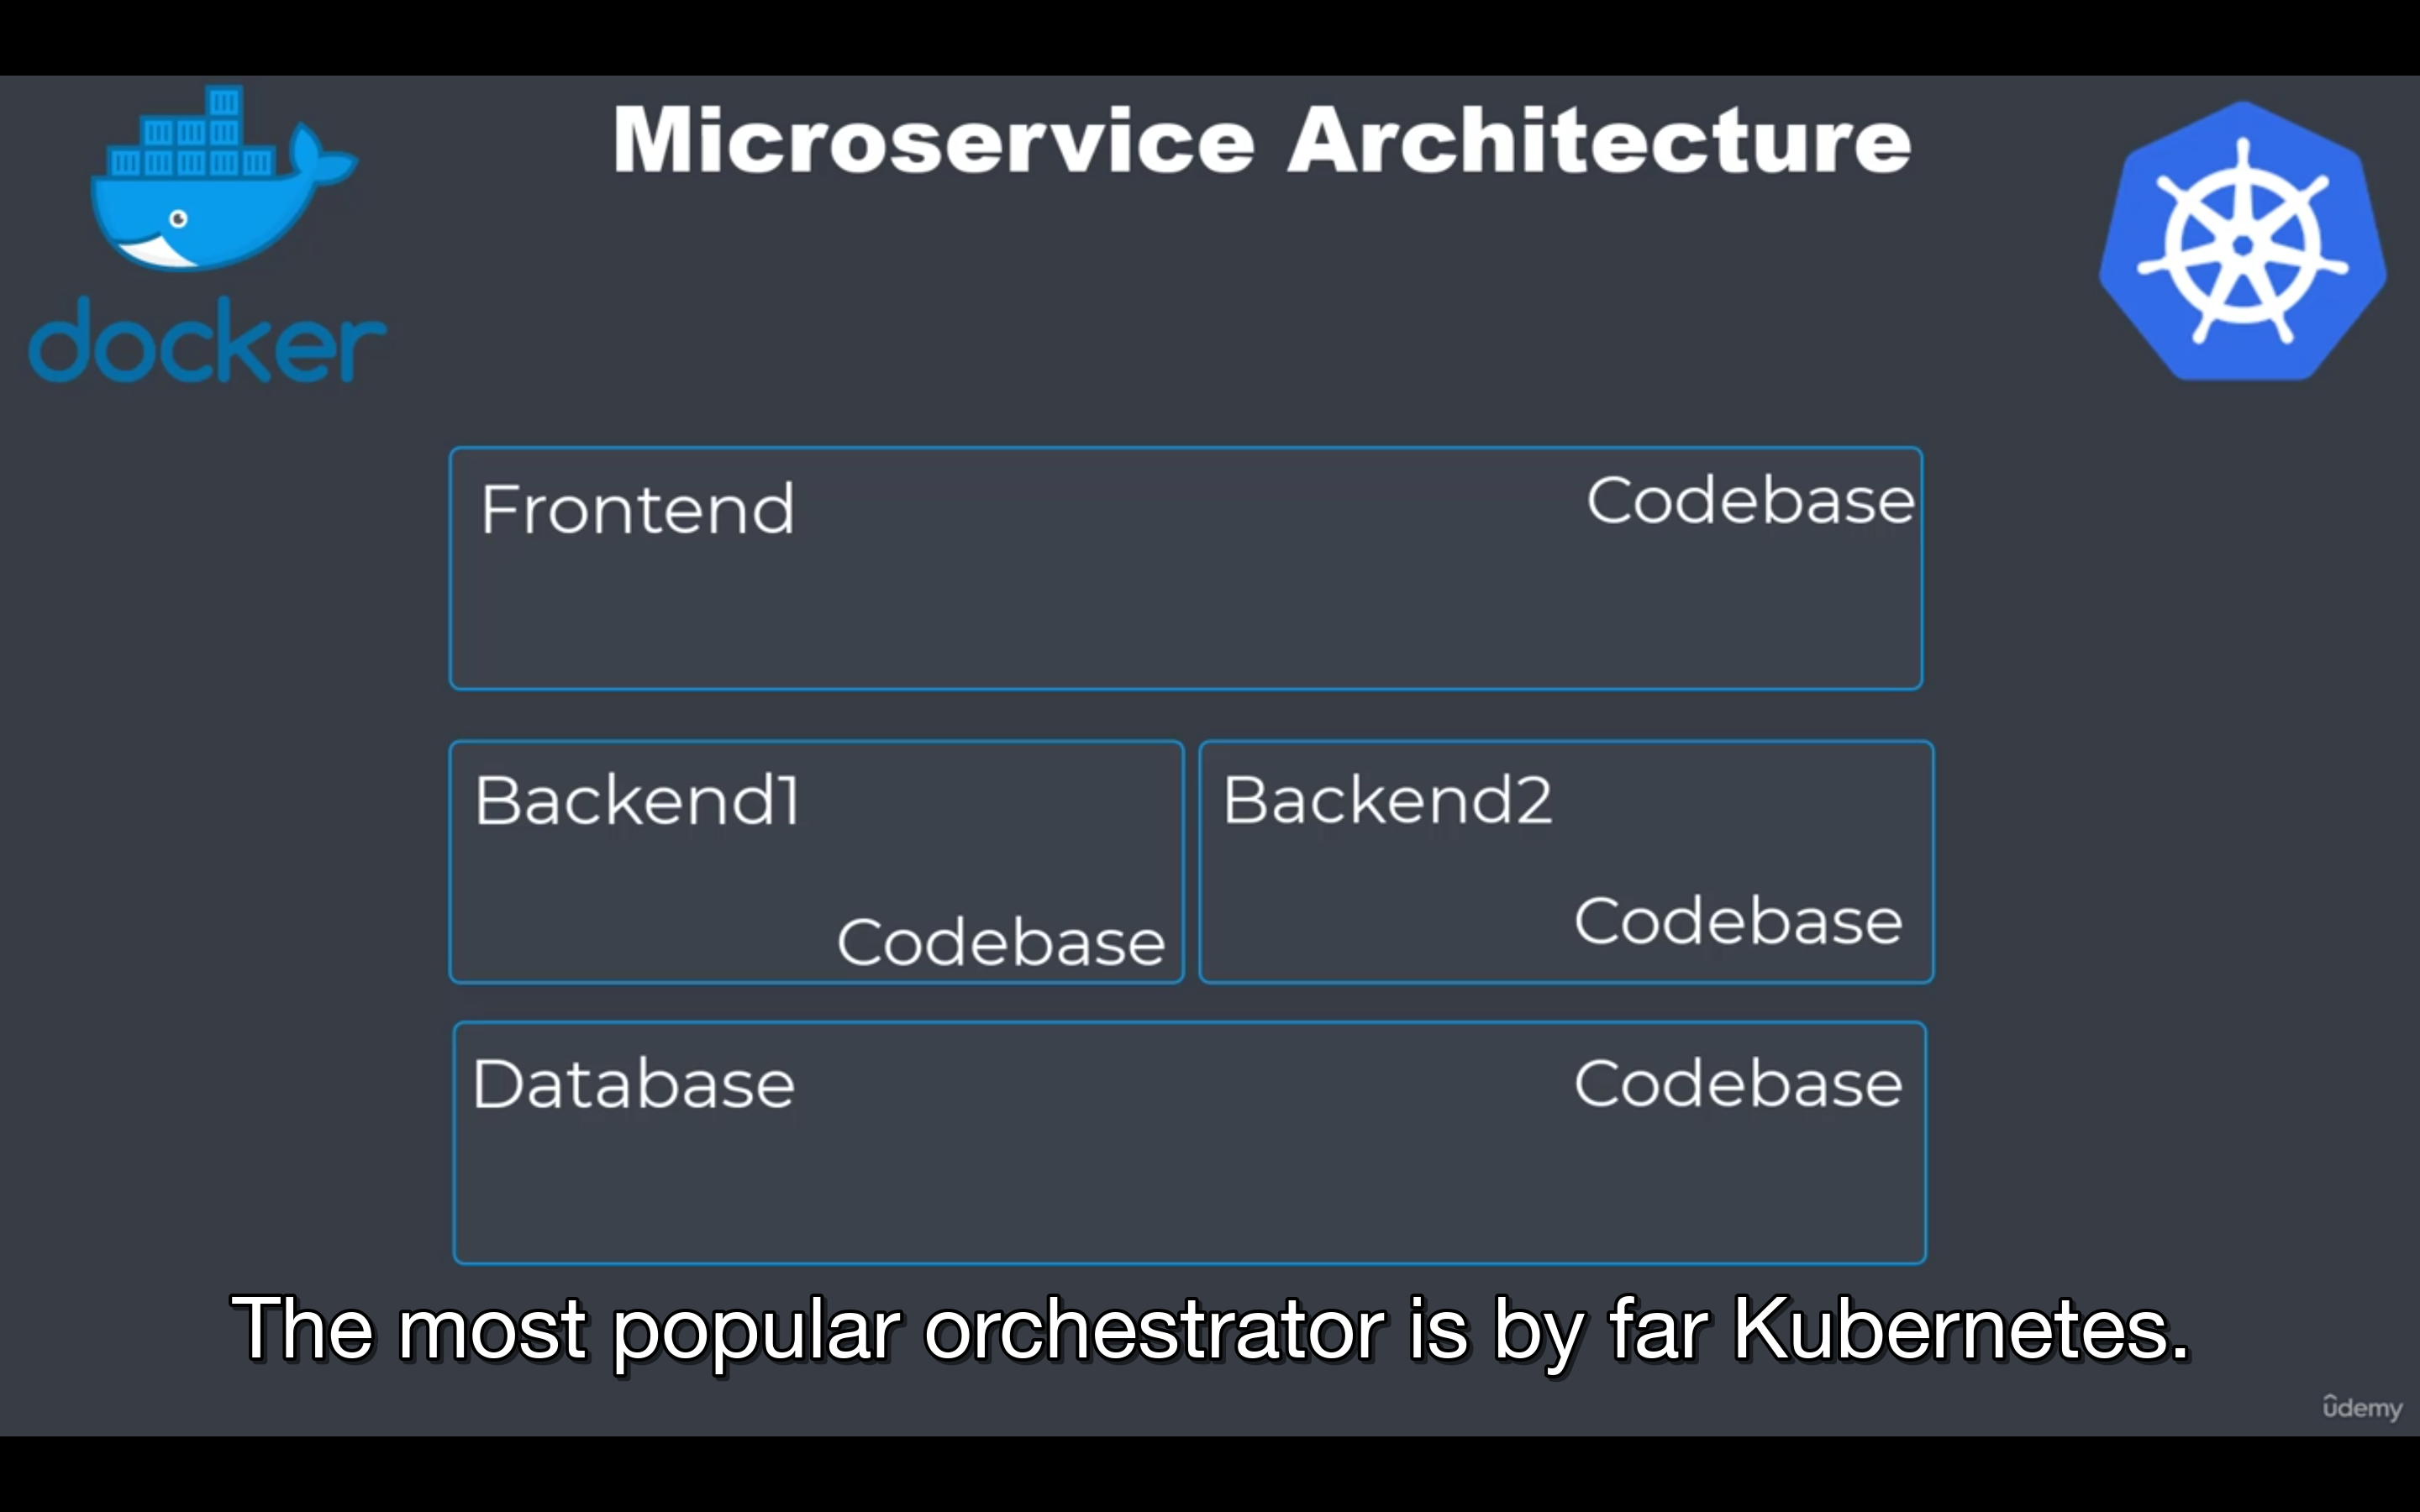 Microservice Architecture
docker
Frontend
Codebase
Backend1
Codebase
Backend2
Codebase
Database
Codebase
The most popular orchestrator is by far Kubernetes.
ûdemy